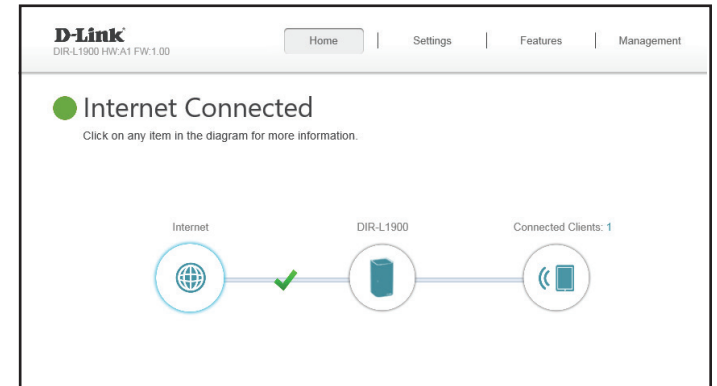 D-Link
DIR-L1900 HW:A1 FW:1.00
Home Settings Features Management
Internet Connected
Click on any item in the diagram for more information.
Internet DIR-L1900 Connected Clients: 1